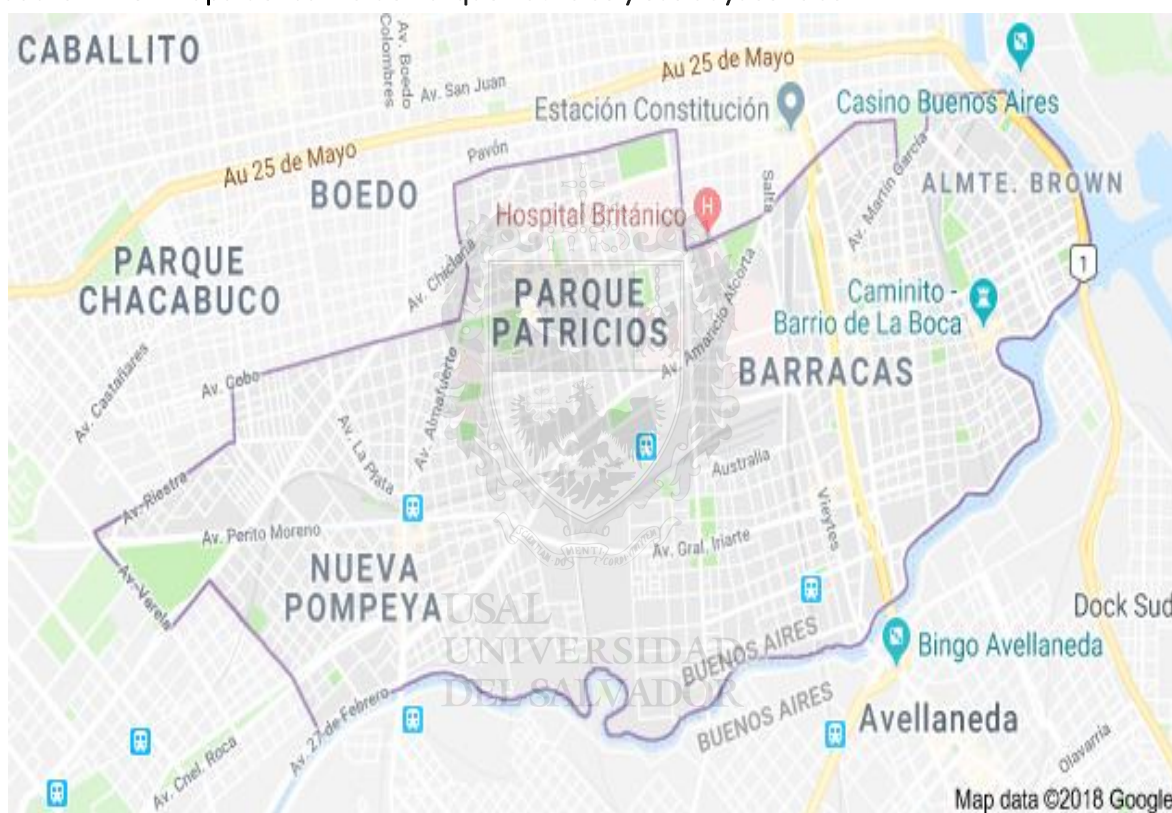 CABALLITO
Av. Boedo
Colombres
Av. San Juan
Au 25 de Mayo
Estación Constitución
Casino Buenos Aires
Au 25 de Mayo
Pavón
BOEDO
Salta
Av. Martín García
ALMTE. BROWN
Hospital Británico
H
PARQUE
CHACABUCO
Av. Chiclana
PARQUE
PATRICIOS
Av. Amancio Alcorta
1
Caminito -
Barrio de La Boca
BARRACAS
Av. Castañares
Av. Cobo
Av. Almafuerte
Av. La Plata
Australia
Vieytes
Av. Riestra
Av. Perito Moreno
Av. Gral. Iriarte
Av. Varela
NUEVA
POMPEYA
USAL
UNIVERSIDAD
DEL SALVADOR
BUENOS AIRES
BUENOS AIRES
Dock Sud
Bingo Avellaneda
Avellaneda
Av. 27 de Febrero
Av. Cnel. Roca
Olavarría
Map data ©2018 Google